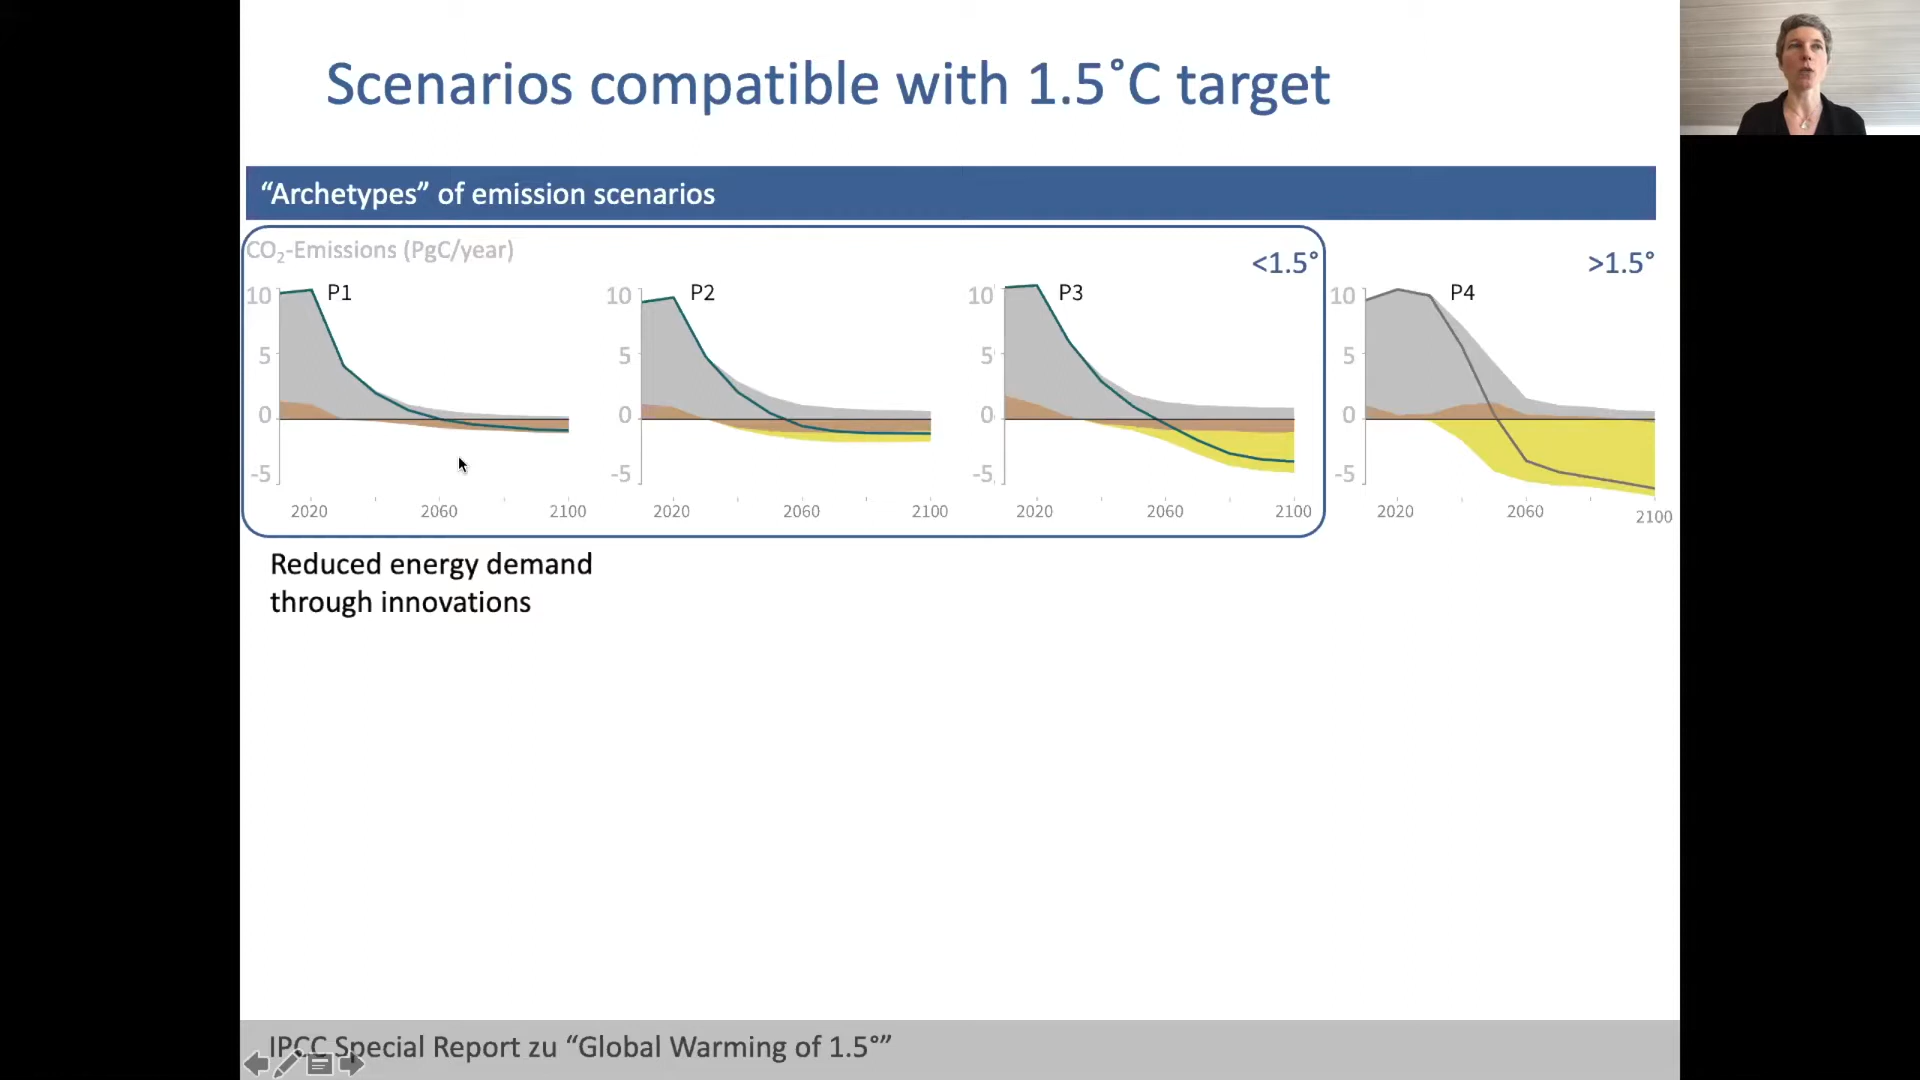 Scenarios compatible with 1.5°C target
“Archetypes” of emission scenarios
CO₂-Emissions (PgC/year)
<1.5°
>1.5°
10 P1
10 P2
10 P3
10 P4
5
5
5
5
0
0
0
0
-5
-5
-5
-5
2020 2060 2100
2020 2060 2100
2020 2060 2100
2020 2060 2100
Reduced energy demand
through innovations
IPCC Special Report zu “Global Warming of 1.5°”